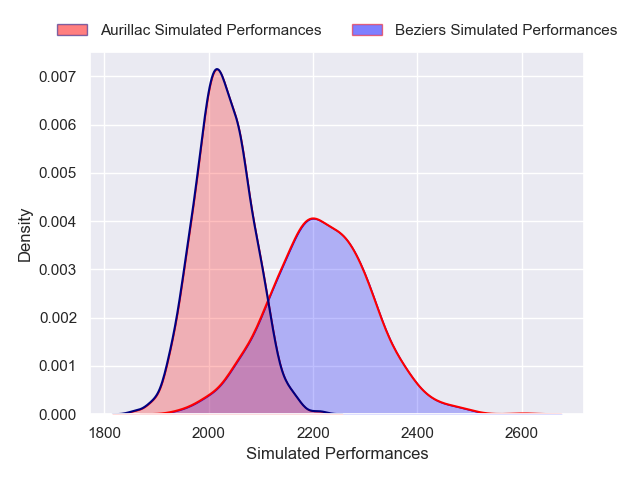 Aurillac Simulated Performances Beziers Simulated Performances
0.007
0.006
0.005
0.004
0.003
0.002
0.001
0.000
Density
1800 2000 2200 2400 2600
Simulated Performances